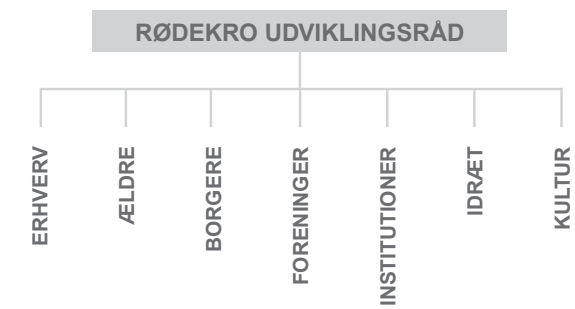 RØDEKRO UDVIKLINGSRÅD
ERHVERV
ÆLDRE
BORGERE
FORENINGER
INSTITUTIONER
IDRÆT
KULTUR